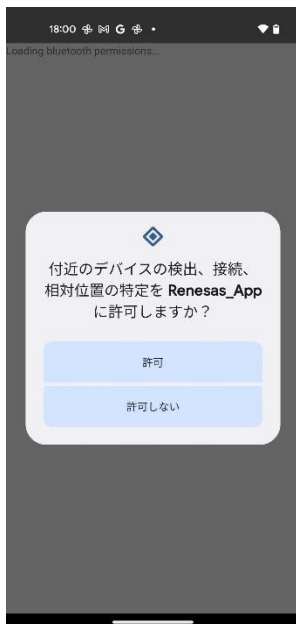 18:00 G
Loading bluetooth permissions...
付近のデバイスの検出、接続、
相対位置の特定を Renesas_App
に許可しますか？
許可
許可しない